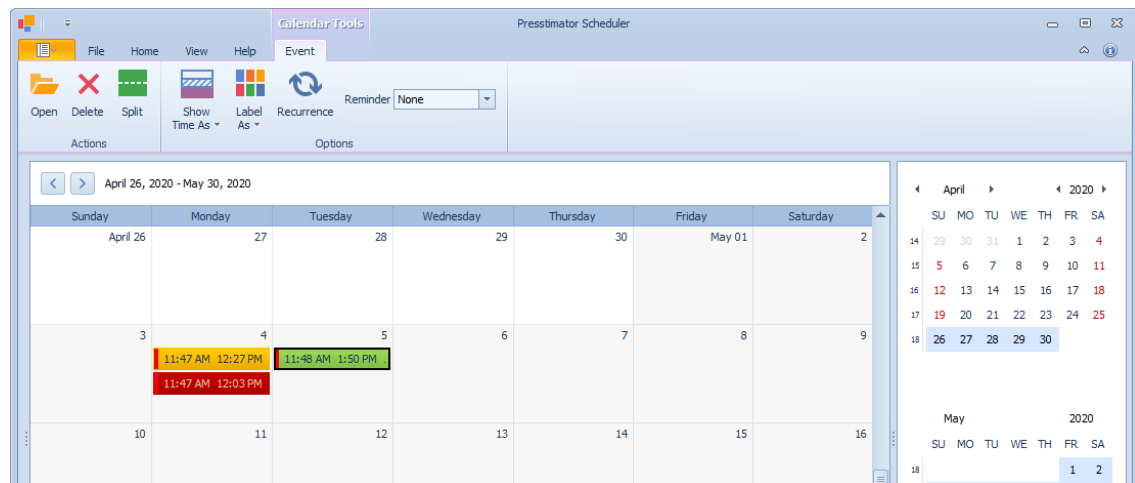 Calendar Tools Presstimator Scheduler
File Home View Help Event
Open Delete Split Show Time As Label As Recurrence Reminder None
Actions Options
April 26, 2020 - May 30, 2020
Sunday Monday Tuesday Wednesday Thursday Friday Saturday
April 26 27 28 29 30 May 01 2
3 4 5 6 7 8 9
11:47 AM 12:27 PM 11:48 AM 1:50 PM .
11:47 AM 12:03 PM
10 11 12 13 14 15 16
April 2020
SU MO TU WE TH FR SA
14 29 30 31 1 2 3 4
15 5 6 7 8 9 10 11
16 12 13 14 15 16 17 18
17 19 20 21 22 23 24 25
18 26 27 28 29 30
May 2020
SU MO TU WE TH FR SA
18 1 2